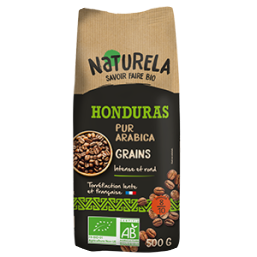 NATURELA
SAVOIR FAIRE BIO
HONDURAS
PUR
ARABICA
GRAINS
Intense et rond
Torréfaction lente
et française
AB
500 G